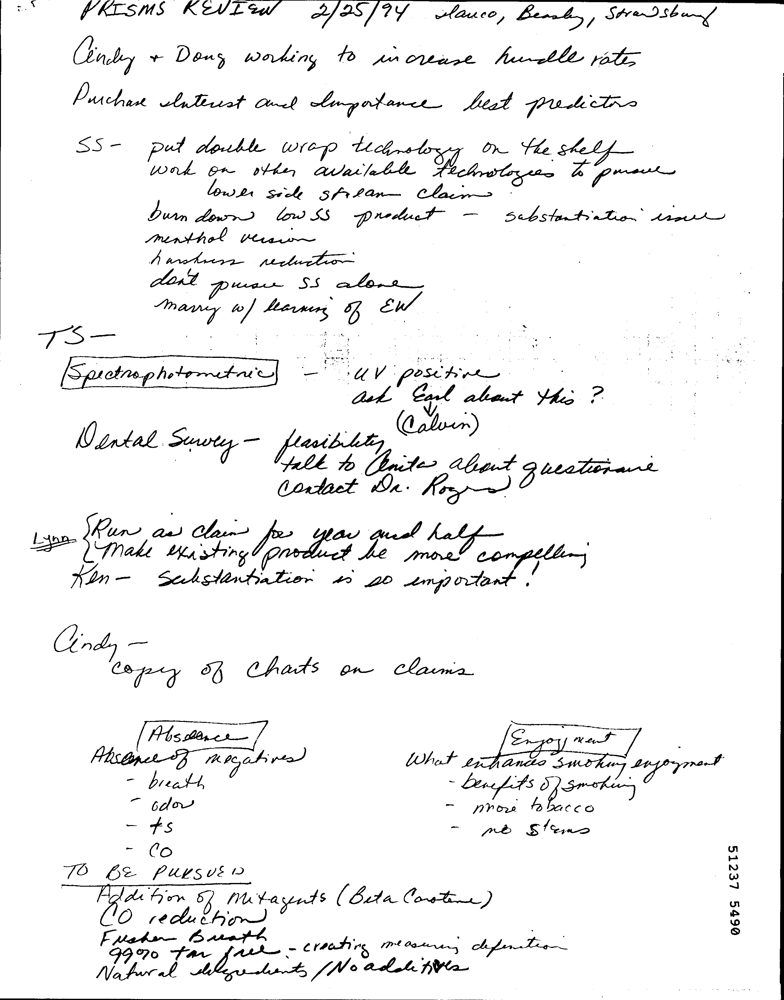 PRISMS REVIEW 2/25/94 Beasley, Strawsburg
Cindy + Doug working to increase hurdle rates
Purchase Interest and Importance best predictors
SS - put double wrap technology on the shelf
work on other available technologies to pursue
lower side stream claim
burn down low SS product - substantiation issue
menthol version
harshness reduction
don't pursue SS alone
marry w/ learning of EW
TS -
Spectrophotometric - UV positive
ask Earl about this?
(Calvin)
Dental Survey - feasibility
talk to Anita about questionaire
contact Dr. Rogers
Lynn { Run as claim for year and half
Make existing product be more compelling
Ken - Substantiation is so important!
Cindy -
copy of charts on claims
Absence
Absence of negatives
- breath
- odor
- ts
- CO
Enjoyment
What enhances smoking enjoyment
- benefits of smoking
- more tobacco
- no stems
TO BE PURSUED
Addition of mitagents (Beta Carotene)
CO reduction
Fresher Breath
99% tar free - creating measuring definition
Natural Ingredients / No additives
51237 5490